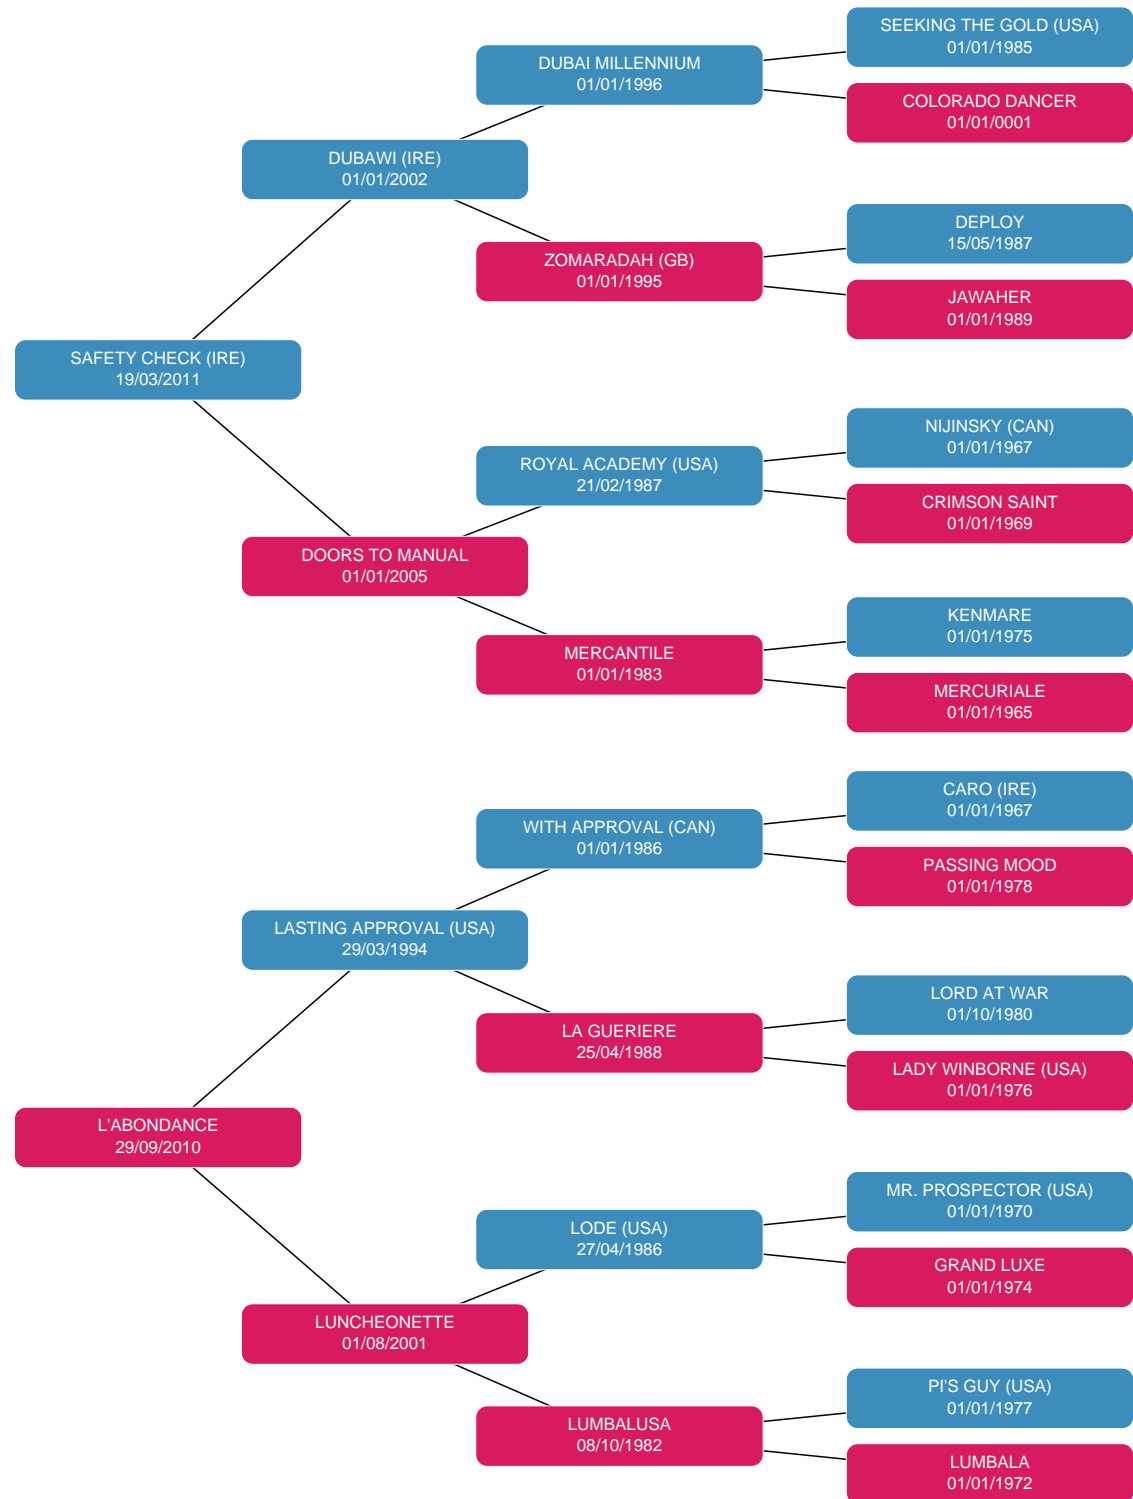 SEEKING THE GOLD (USA)
01/01/1985
DUBAI MILLENNIUM
01/01/1996
COLORADO DANCER
01/01/0001
DUBAWI (IRE)
01/01/2002
DEPLOY
15/05/1987
ZOMARADAH (GB)
01/01/1995
JAWAHER
01/01/1989
SAFETY CHECK (IRE)
19/03/2011
NIJINSKY (CAN)
01/01/1967
ROYAL ACADEMY (USA)
21/02/1987
CRIMSON SAINT
01/01/1969
DOORS TO MANUAL
01/01/2005
KENMARE
01/01/1975
MERCANTILE
01/01/1983
MERCURIALE
01/01/1965
CARO (IRE)
01/01/1967
WITH APPROVAL (CAN)
01/01/1986
PASSING MOOD
01/01/1978
LASTING APPROVAL (USA)
29/03/1994
LORD AT WAR
01/10/1980
LA GUERIERE
25/04/1988
LADY WINBORNE (USA)
01/01/1976
L'ABONDANCE
29/09/2010
MR. PROSPECTOR (USA)
01/01/1970
LODE (USA)
27/04/1986
GRAND LUXE
01/01/1974
LUNCHEONETTE
01/08/2001
PI'S GUY (USA)
01/01/1977
LUMBALUSA
08/10/1982
LUMBALA
01/01/1972